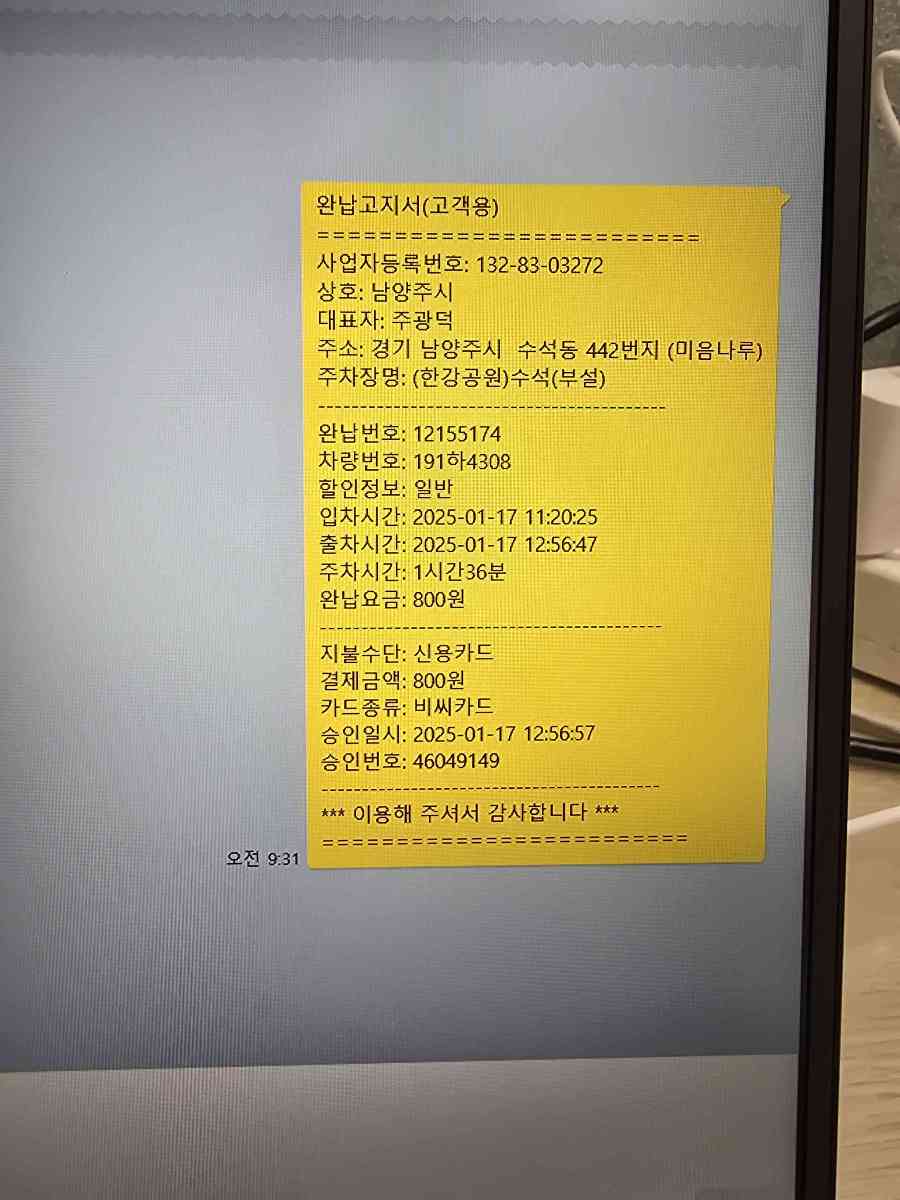 완납고지서(고객용)
=========================
사업자등록번호: 132-83-03272
상호: 남양주시
대표자: 주광덕
주소: 경기 남양주시  수석동 442번지 (미음나루)
주차장명: (한강공원)수석(부설)
------------------------------------------
완납번호: 12155174
차량번호: 191하4308
할인정보: 일반
입차시간: 2025-01-17 11:20:25
출차시간: 2025-01-17 12:56:47
주차시간: 1시간36분
완납요금: 800원
------------------------------------------
지불수단: 신용카드
결제금액: 800원
카드종류: 비씨카드
승인일시: 2025-01-17 12:56:57
승인번호: 46049149
------------------------------------------
*** 이용해 주셔서 감사합니다 ***
=========================
오전 9:31